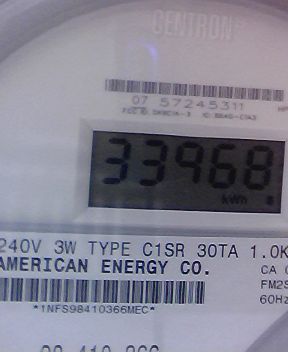 CENTRON
07 57245311
33968
kWh
240V 3W TYPE C1SR 30TA 1.0K
AMERICAN ENERGY CO.
CA
FM2S
60Hz
*1NFS98410366MEC*